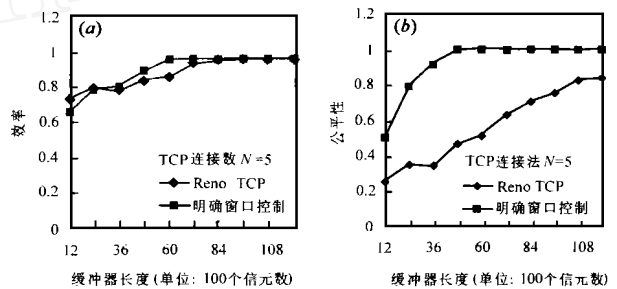 (a)
1.2
1
0.8
0.6
0.4
0.2
0
效率
TCP连接数 N=5
Reno TCP
明确窗口控制
12 36 60 84 108
缓冲器长度(单位: 100个信元数)
(b)
1.2
1
0.8
0.6
0.4
0.2
0
公平性
TCP连接法 N=5
Reno TCP
明确窗口控制
12 36 60 84 108
缓冲器长度(单位: 100个信元数)